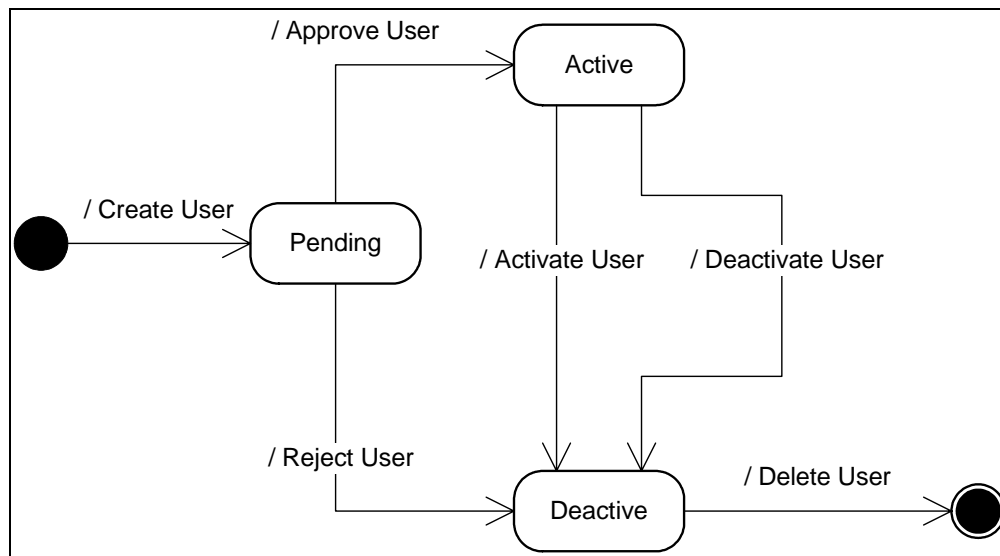 / Approve User
Active
/ Create User
Pending
/ Activate User
/ Deactivate User
/ Reject User
/ Delete User
Deactive